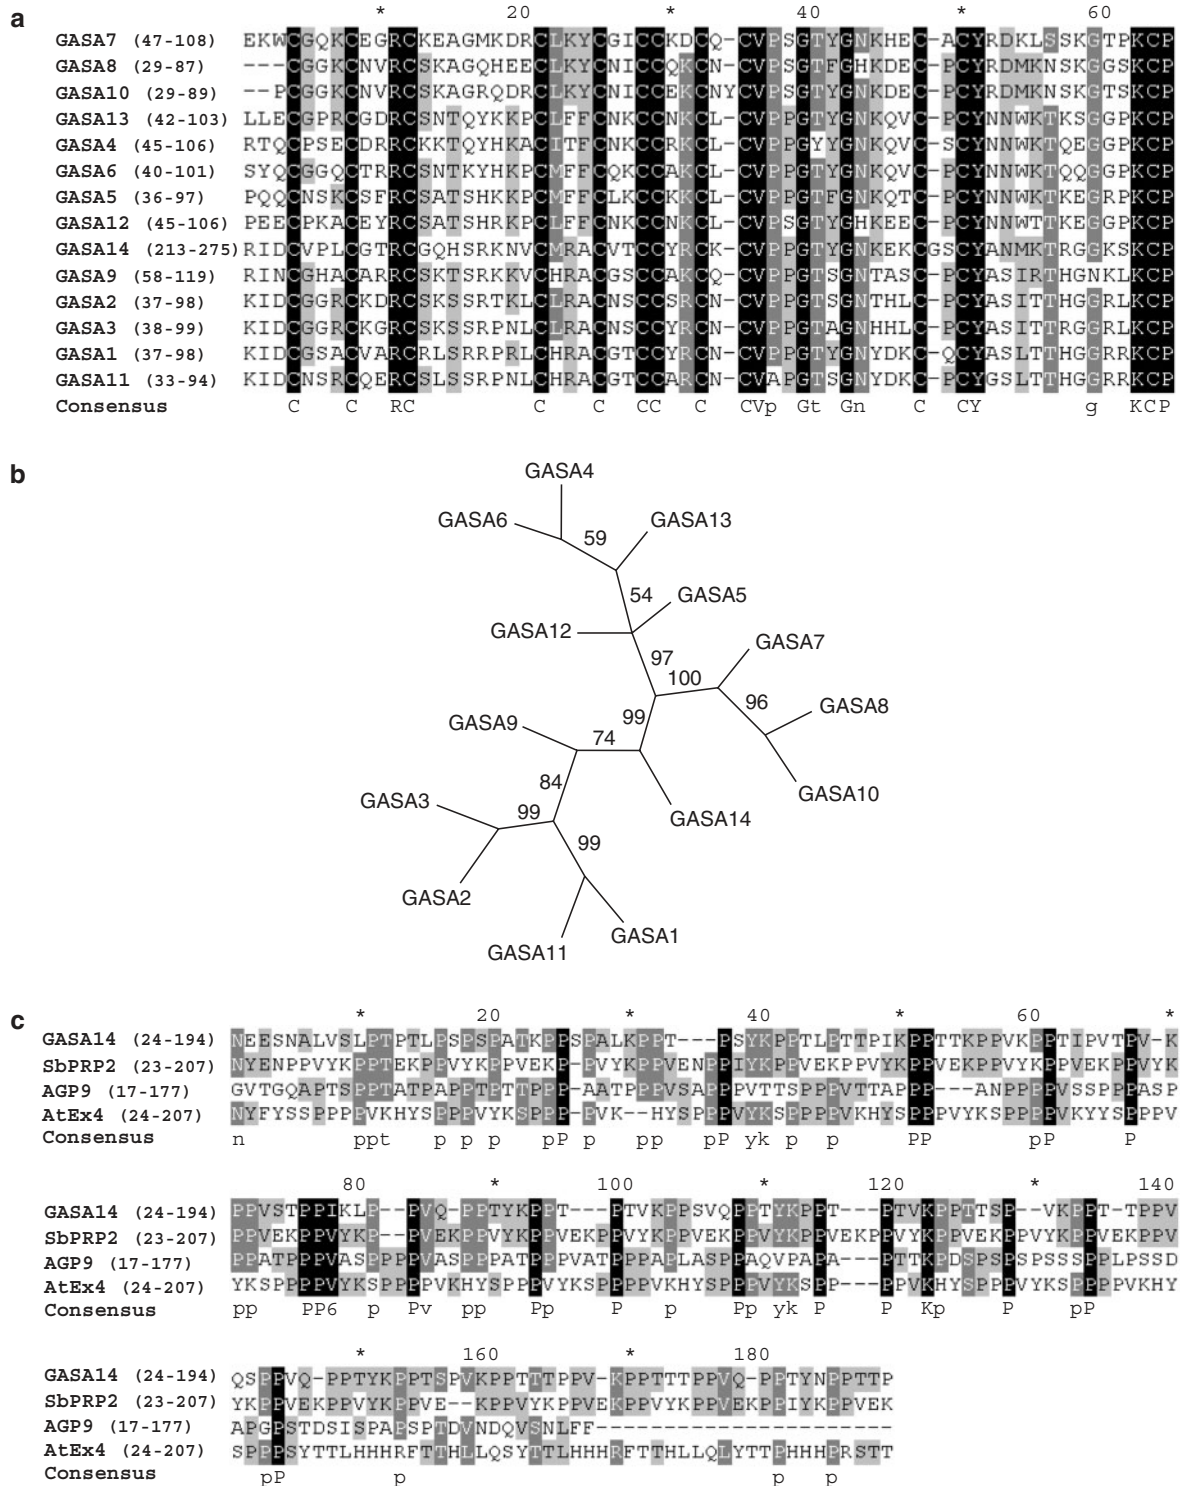 a
* 20 * 40 * 60
GASA7 (47-108) EKWCGQKCEGRCKEAGMKDRCLKYCGICCKDCQ-CVPSGTYGNKHEC-ACYRDKLSSKGTPKCP
GASA8 (29-87) ---CGGKCNVRCSKAGQHEECLKYCNICCQKCN-CVPSGTFGHKDEC-PCYRDMKNSKGGSKCP
GASA10 (29-89) --PCGGKCNVRCSKAGRQDRCLKYCNICCEKCNYCVPSGTYGNKDEC-PCYRDMKNSKGTSKCP
GASA13 (42-103) LLECGPRCGDRCSNTQYKKPCLFFCNKCCNKCL-CVPPGTYGNKQVC-PCYNNWKTKSGGPKCP
GASA4 (45-106) RTQCPSECDRRCKKTQYHKACITFCNKCCRKCL-CVPPGYYGNKQVC-SCYNNWKTQEGGPKCP
GASA6 (40-101) SYQCGGQCTRRCSNTKYHKPCMFFCQKCCAKCL-CVPPGTYGNKQVC-PCYNNWKTQQGGPKCP
GASA5 (36-97) PQQCNSKCSFRCSATSHKKPCMFFCLKCCKKCL-CVPPGTFGNKQTC-PCYNNWKTKEGRPKCP
GASA12 (45-106) PEECPKACEYRCSATSHRKPCLFFCNKCCNKCL-CVPSGTYGHKEEC-PCYNNWTTKEGGPKCP
GASA14 (213-275) RIDCVPLCGTRCGQHSRKNVCMRACVTCCYRCK-CVPPGTYGNKEKCGSCYANMKTRGGKSKCP
GASA9 (58-119) RINCGHACARRCSKTSRKKVCHRACGSCCAKCQ-CVPPGTSGNTASC-PCYASIRTHGNKLKCP
GASA2 (37-98) KIDCGGRCKDRCSKSSRTKLCLRACNSCCSRCN-CVPPGTSGNTHLC-PCYASITTHGGRLKCP
GASA3 (38-99) KIDCGGRCKGRCSKSSRPNLCLRACNSCCYRCN-CVPPGTAGNHHLC-PCYASITTRGGRLKCP
GASA1 (37-98) KIDCGSACVARCRLSRRPRLCHRACGTCCYRCN-CVPPGTYGNYDKC-QCYASLTTHGGRRKCP
GASA11 (33-94) KIDCNSRCQERCSLSSRPNLCHRACGTCCARCN-CVAPGTSGNYDKC-PCYGSLTTHGGRRKCP
Consensus C C RC C C CC C CVp Gt Gn C CY g KCP
b
GASA4
GASA6
59
GASA13
54
GASA5
GASA12
97
GASA7
100
96
GASA8
99
GASA9
74
84
GASA10
GASA3
99
GASA14
99
GASA2
GASA1
GASA11
c
* 20 * 40 * 60 *
GASA14 (24-194) NEESNALVSLPTPTLPSPSPATKPPSPALKPPT---PSYKPPTLPTTPIKPPTTKPPVKPPTIPVTPV-K
SbPRP2 (23-207) NYENPPVYKPPTEKPPVYKPPVEKPP-PVYKPPVENPPIYKPPVEKPPVYKPPVEKPPVYKPPVEKPPVYK
AGP9 (17-177) GVTGQAPTSPPTATPAPPTPTTPPP-AATPPPVSAPPPVTTSPPPVTTAPPP---ANPPPPVSSPPPASP
AtEx4 (24-207) NYFYSSPPPPVKHYSPPPVYKSPPP-PVK--HYSPPPVYKSPPPPVKHYSPPPVYKSPPPPVKYYSPPPV
Consensus n ppt p p p pP p pp pP yk p p PP pP P
80 * 100 * 120 * 140
GASA14 (24-194) PPVSTPPIKLP--PVQ-PPTYKPPT---PTVKPPSVQPPTYKPPT---PTVKPPTTSP--VKPPT-TPPV
SbPRP2 (23-207) PPVEKPPVYKP--PVEKPPVYKPPVEKPPVYKPPVEKPPVYKPPVEKPPVYKPPVEKPPVYKPPVEKPPV
AGP9 (17-177) PPATPPPVASPPPPVASPPPATPPPVATPPPAPLASPPAQVPAPA---PTTKPDSPSPSPSSSPPLPSSD
AtEx4 (24-207) YKSPPPPVYKSPPPPVKHYSPPPVYKSPPPPVKHYSPPPVYKSPP---PPVKHYSPPPVYKSPPPPVKHY
Consensus pp PP6 p Pv pp Pp P p Pp yk P P Kp P pP
* 160 * 180
GASA14 (24-194) QSPPVQ-PPTYKPPTSPVKPPTTTPPV-KPPTTTPPVQ-PPTYNPPTTP
SbPRP2 (23-207) YKPPVEKPPVYKPPVE--KPPVYKPPVEKPPVYKPPVEKPPIYKPPVEK
AGP9 (17-177) APGPSTDSISPAPSPTDVNDQVSNLFF----------------------
AtEx4 (24-207) SPPPSYTTLHHHRFTTHLLQSYTTLHHHRFTTHLLQLYTTPHHHPRSTT
Consensus pP p p p